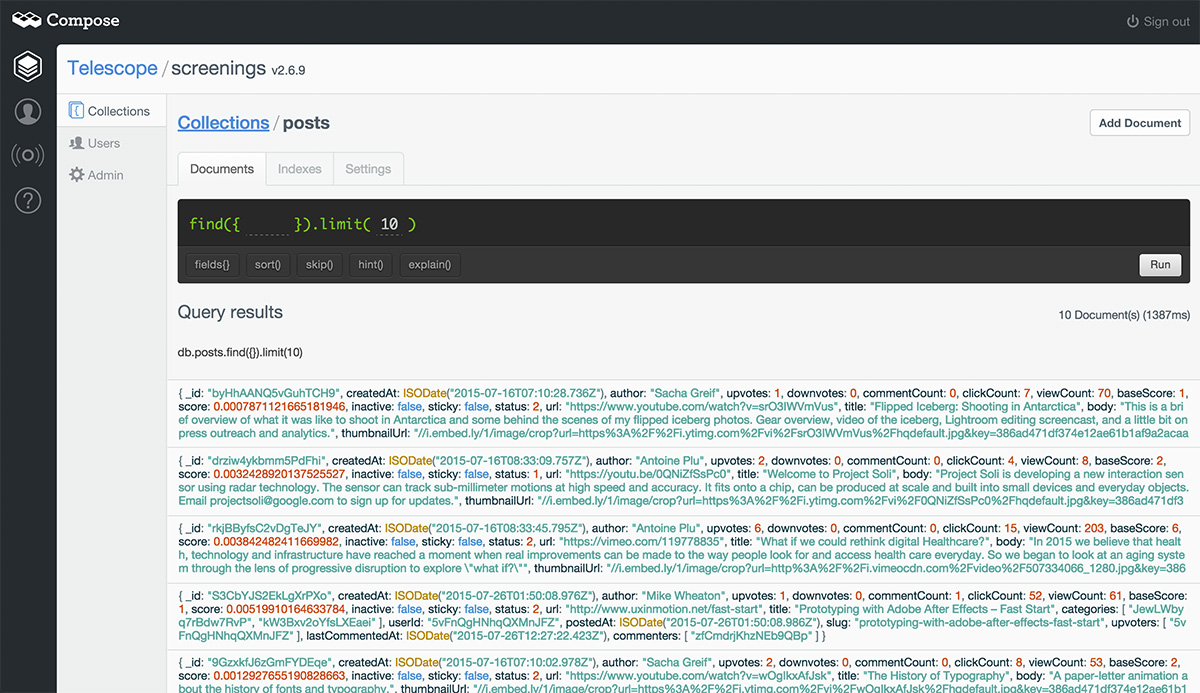 Compose
Sign out
Telescope / screenings v2.6.9
Collections
Users
Admin
Collections / posts
Add Document
Documents Indexes Settings
find({ }).limit( 10 )
fields{} sort() skip() hint() explain()
Run
Query results
10 Document(s) (1387ms)
db.posts.find({}).limit(10)
{ _id: "byHhAANQ5vGuhTCH9", createdAt: ISODate("2015-07-16T07:10:28.736Z"), author: "Sacha Greif", upvotes: 1, downvotes: 0, commentCount: 0, clickCount: 7, viewCount: 70, baseScore: 1,
score: 0.0007871121665181946, inactive: false, sticky: false, status: 2, url: "https://www.youtube.com/watch?v=srO3IWVmVus", title: "Flipped Iceberg: Shooting in Antarctica", body: "This is a bri
ef overview of what it was like to shoot in Antarctica and some behind the scenes of my flipped iceberg photos. Gear overview, video of the iceberg, Lightroom editing screencast, and a little bit on
press outreach and analytics.", thumbnailUrl: "//i.embed.ly/1/image/crop?url=https%3A%2F%2Fi.ytimg.com%2Fvi%2FsrO3IWVmVus%2Fhqdefault.jpg&key=386ad471df374e12ae61b1af9a2acaa
{ _id: "drziw4ykbmm5PdFhi", createdAt: ISODate("2015-07-16T08:33:09.757Z"), author: "Antoine Plu", upvotes: 2, downvotes: 0, commentCount: 0, clickCount: 4, viewCount: 8, baseScore: 2,
score: 0.0032428920137525527, inactive: false, sticky: false, status: 1, url: "https://youtu.be/0QNiZfSsPc0", title: "Welcome to Project Soli", body: "Project Soli is developing a new interaction sen
sor using radar technology. The sensor can track sub-millimeter motions at high speed and accuracy. It fits onto a chip, can be produced at scale and built into small devices and everyday objects.
Email projectsoli@google.com to sign up for updates.", thumbnailUrl: "//i.embed.ly/1/image/crop?url=https%3A%2F%2Fi.ytimg.com%2Fvi%2F0QNiZfSsPc0%2Fhqdefault.jpg&key=386ad471df3
{ _id: "rkjBByfsC2vDgTeJY", createdAt: ISODate("2015-07-16T08:33:45.795Z"), author: "Antoine Plu", upvotes: 6, downvotes: 0, commentCount: 0, clickCount: 15, viewCount: 203, baseScore: 6,
score: 0.003842482411669982, inactive: false, sticky: false, status: 2, url: "https://vimeo.com/119778835", title: "What if we could rethink digital Healthcare?", body: "In 2015 we believe that healt
h, technology and infrastructure have reached a moment when real improvements can be made to the way people look for and access health care everyday. So we began to look at an aging syste
m through the lens of progressive disruption to explore \"what if?\"", thumbnailUrl: "//i.embed.ly/1/image/crop?url=http%3A%2F%2Fi.vimeocdn.com%2Fvideo%2F507334066_1280.jpg&key=386
{ _id: "S3CbYJS2EkLgXrPXo", createdAt: ISODate("2015-07-26T01:50:08.976Z"), author: "Mike Wheaton", upvotes: 1, downvotes: 0, commentCount: 1, clickCount: 52, viewCount: 61, baseScore:
1, score: 0.00519910164633784, inactive: false, sticky: false, status: 2, url: "http://www.uxinmotion.net/fast-start", title: "Prototyping with Adobe After Effects – Fast Start", categories: [ "JewLWby
q7rBdw7RvP", "kW3Bxv2oYfsLXEaei" ], userId: "5vFnQgHNhqQXMnJFZ", postedAt: ISODate("2015-07-26T01:50:08.986Z"), slug: "prototyping-with-adobe-after-effects-fast-start", upvoters: [ "5v
FnQgHNhqQXMnJFZ" ], lastCommentedAt: ISODate("2015-07-26T12:27:22.423Z"), commenters: [ "zfCmdrjKhzNEb9QBp" ] }
{ _id: "9GzxkfJ6zGmFYDEqe", createdAt: ISODate("2015-07-16T07:10:02.978Z"), author: "Sacha Greif", upvotes: 2, downvotes: 0, commentCount: 0, clickCount: 8, viewCount: 53, baseScore: 2,
score: 0.0012927655190828663, inactive: false, sticky: false, status: 2, url: "https://www.youtube.com/watch?v=wOgIkxAfJsk", title: "The History of Typography", body: "A paper-letter animation a
bout the history of fonts and typography.", thumbnailUrl: "//i.embed.ly/1/image/crop?url=https%3A%2F%2Fi.ytimg.com%2Fvi%2FwOgIkxAfJsk%2Fhqdefault.jpg&key=386ad471df374e12ae61b